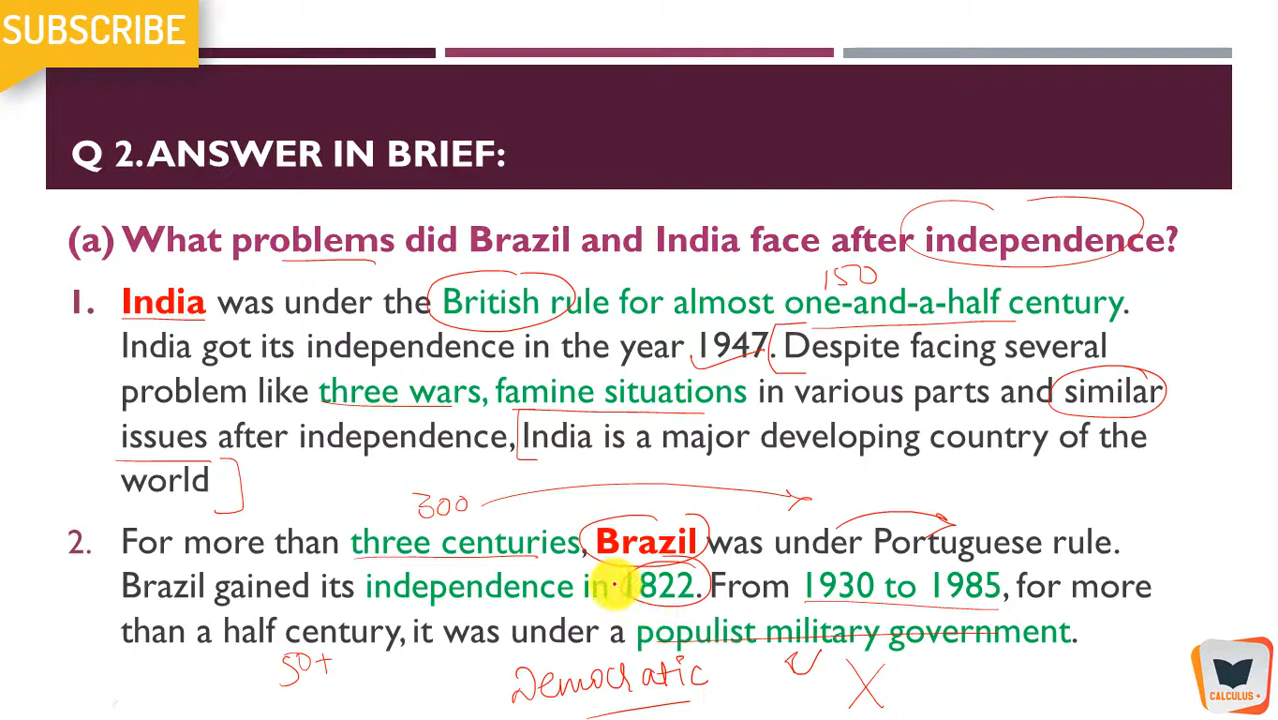 SUBSCRIBE
Q 2. ANSWER IN BRIEF:
(a) What problems did Brazil and India face after independence?
150
1. India was under the British rule for almost one-and-a-half century.
India got its independence in the year 1947. Despite facing several
problem like three wars, famine situations in various parts and similar
issues after independence, India is a major developing country of the
world
300
2. For more than three centuries, Brazil was under Portuguese rule.
Brazil gained its independence in 1822. From 1930 to 1985, for more
than a half century, it was under a populist military government.
50+
Democratic
X
CALCULUS +